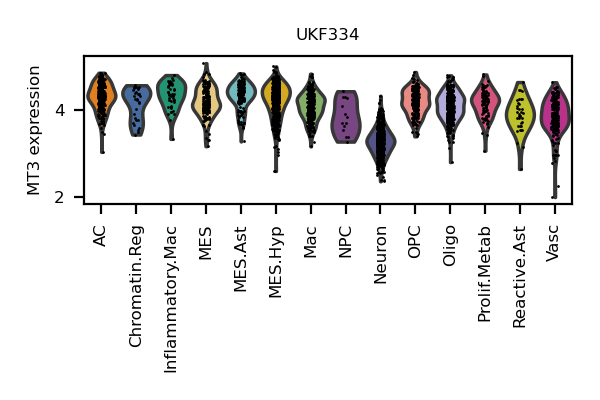 UKF334
MT3 expression
4
2
AC
Chromatin.Reg
Inflammatory.Mac
MES
MES.Ast
MES.Hyp
Mac
NPC
Neuron
OPC
Oligo
Prolif.Metab
Reactive.Ast
Vasc